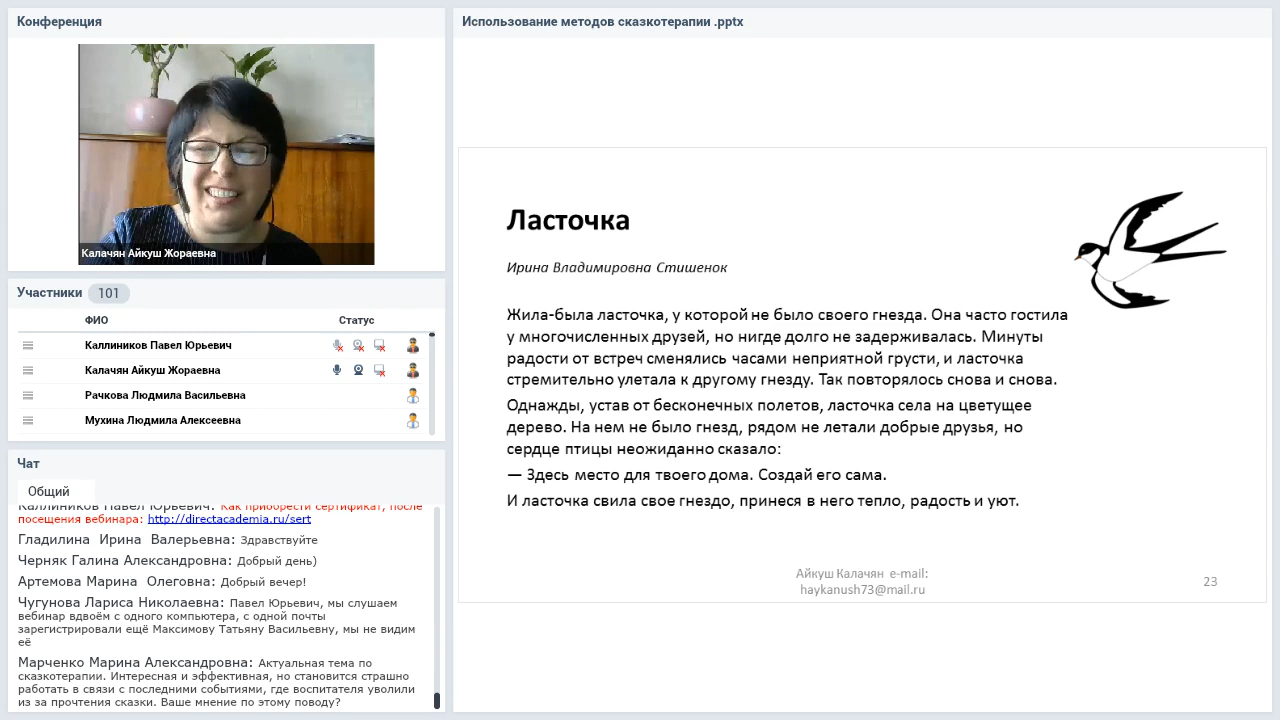 Конференция
Калачян Айкуш Жораевна
Участники 101
ФИО Статус
Каллиников Павел Юрьевич
Калачян Айкуш Жораевна
Рачкова Людмила Васильевна
Мухина Людмила Алексеевна
Чат
Общий
Каллиников Павел Юрьевич: Как приобрести сертификат, после
посещения вебинара: http://directacademia.ru/sert
Гладилина Ирина Валерьевна: Здравствуйте
Черняк Галина Александровна: Добрый день)
Артемова Марина Олеговна: Добрый вечер!
Чугунова Лариса Николаевна: Павел Юрьевич, мы слушаем
вебинар вдвоём с одного компьютера, с одной почты
зарегистрировали ещё Максимову Татьяну Васильевну, мы не видим
её
Марченко Марина Александровна: Актуальная тема по
сказкотерапии. Интересная и эффективная, но становится страшно
работать в связи с последними событиями, где воспитателя уволили
из за прочтения сказки. Ваше мнение по этому поводу?
Использование методов сказкотерапии .pptx
Ласточка
Ирина Владимировна Стишенок
Жила-была ласточка, у которой не было своего гнезда. Она часто гостила
у многочисленных друзей, но нигде долго не задерживалась. Минуты
радости от встреч сменялись часами неприятной грусти, и ласточка
стремительно улетала к другому гнезду. Так повторялось снова и снова.
Однажды, устав от бесконечных полетов, ласточка села на цветущее
дерево. На нем не было гнезд, рядом не летали добрые друзья, но
сердце птицы неожиданно сказало:
— Здесь место для твоего дома. Создай его сама.
И ласточка свила свое гнездо, принеся в него тепло, радость и уют.
Айкуш Калачян e-mail:
haykanush73@mail.ru
23